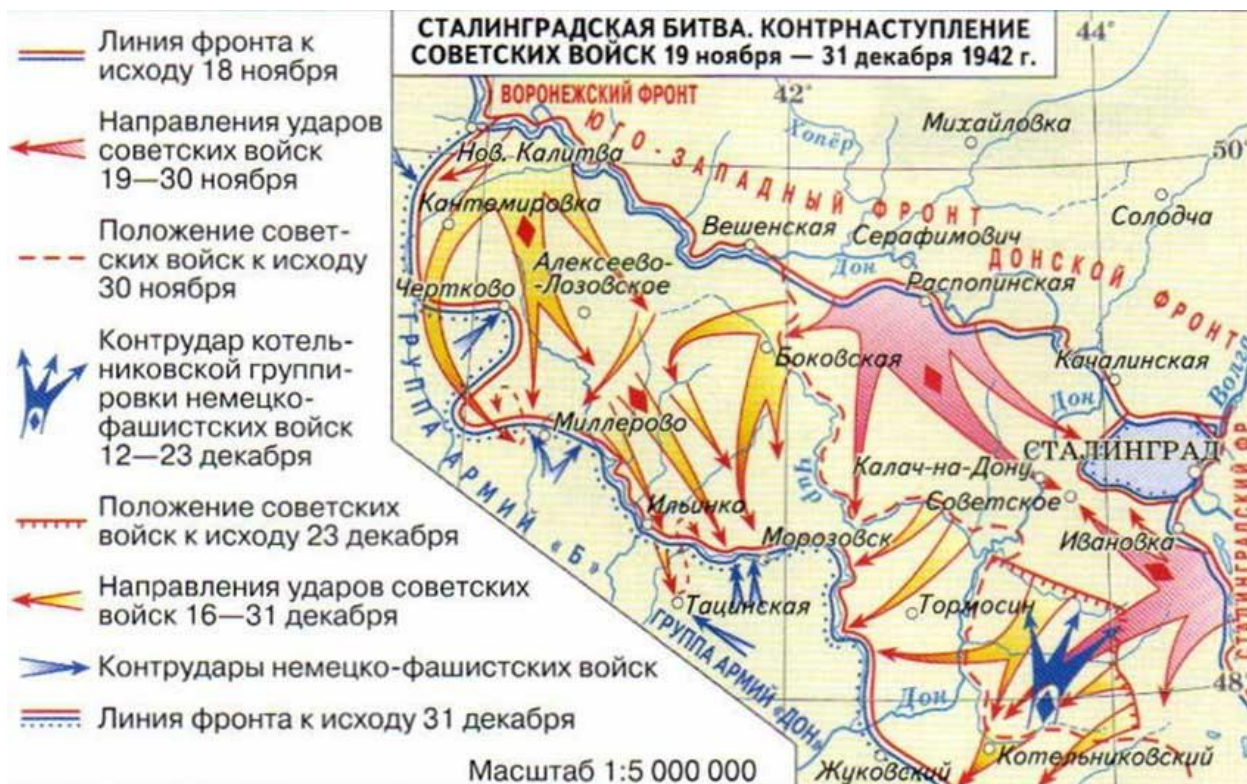 СТАЛИНГРАДСКАЯ БИТВА. КОНТРНАСТУПЛЕНИЕ
СОВЕТСКИХ ВОЙСК 19 ноября — 31 декабря 1942 г.
Линия фронта к
исходу 18 ноября
Направления ударов
советских войск
19—30 ноября
Положение совет-
ских войск к исходу
30 ноября
Контрудар котель-
никовской группи-
ровки немецко-
фашистских войск
12—23 декабря
Положение советских
войск к исходу 23 декабря
Направления ударов советских
войск 16—31 декабря
Контрудары немецко-фашистских войск
Линия фронта к исходу 31 декабря
Масштаб 1:5 000 000
44°
42°
50°
48°
ВОРОНЕЖСКИЙ ФРОНТ
ЮГО-ЗАПАДНЫЙ ФРОНТ
ДОНСКОЙ ФРОНТ
СТАЛИНГРАДСКИЙ ФР.
ГРУППА АРМИЙ «Б»
ГРУППА АРМИЙ «ДОН»
Хопёр
Михайловка
Нов. Калитва
Солодча
Кантемировка
Вешенская
Серафимович
Дон
Алексеево-
-Лозовское
Распопинская
Чертково
Боковская
Качалинская
Волга
Дон
Миллерово
СТАЛИНГРАД
Калач-на-Дону
Чир
Советское
Ильинка
Морозовск
Ивановка
Тацинская
Тормосин
Дон
Котельниковский
Жуковский